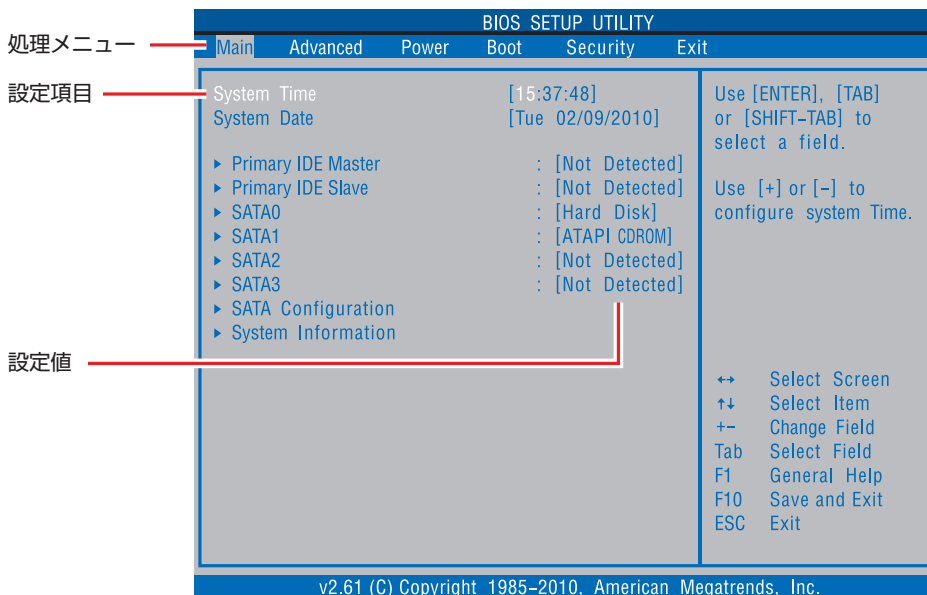 BIOS SETUP UTILITY
処理メニュー
Main Advanced Power Boot Security Exit
設定項目
System Time [15:37:48]
System Date [Tue 02/09/2010]
▶ Primary IDE Master : [Not Detected]
▶ Primary IDE Slave : [Not Detected]
▶ SATA0 : [Hard Disk]
▶ SATA1 : [ATAPI CDROM]
▶ SATA2 : [Not Detected]
▶ SATA3 : [Not Detected]
▶ SATA Configuration
▶ System Information
設定値
Use [ENTER], [TAB]
or [SHIFT-TAB] to
select a field.
Use [+] or [-] to
configure system Time.
↔ Select Screen
↑↓ Select Item
+- Change Field
Tab Select Field
F1 General Help
F10 Save and Exit
ESC Exit
v2.61 (C) Copyright 1985-2010, American Megatrends, Inc.